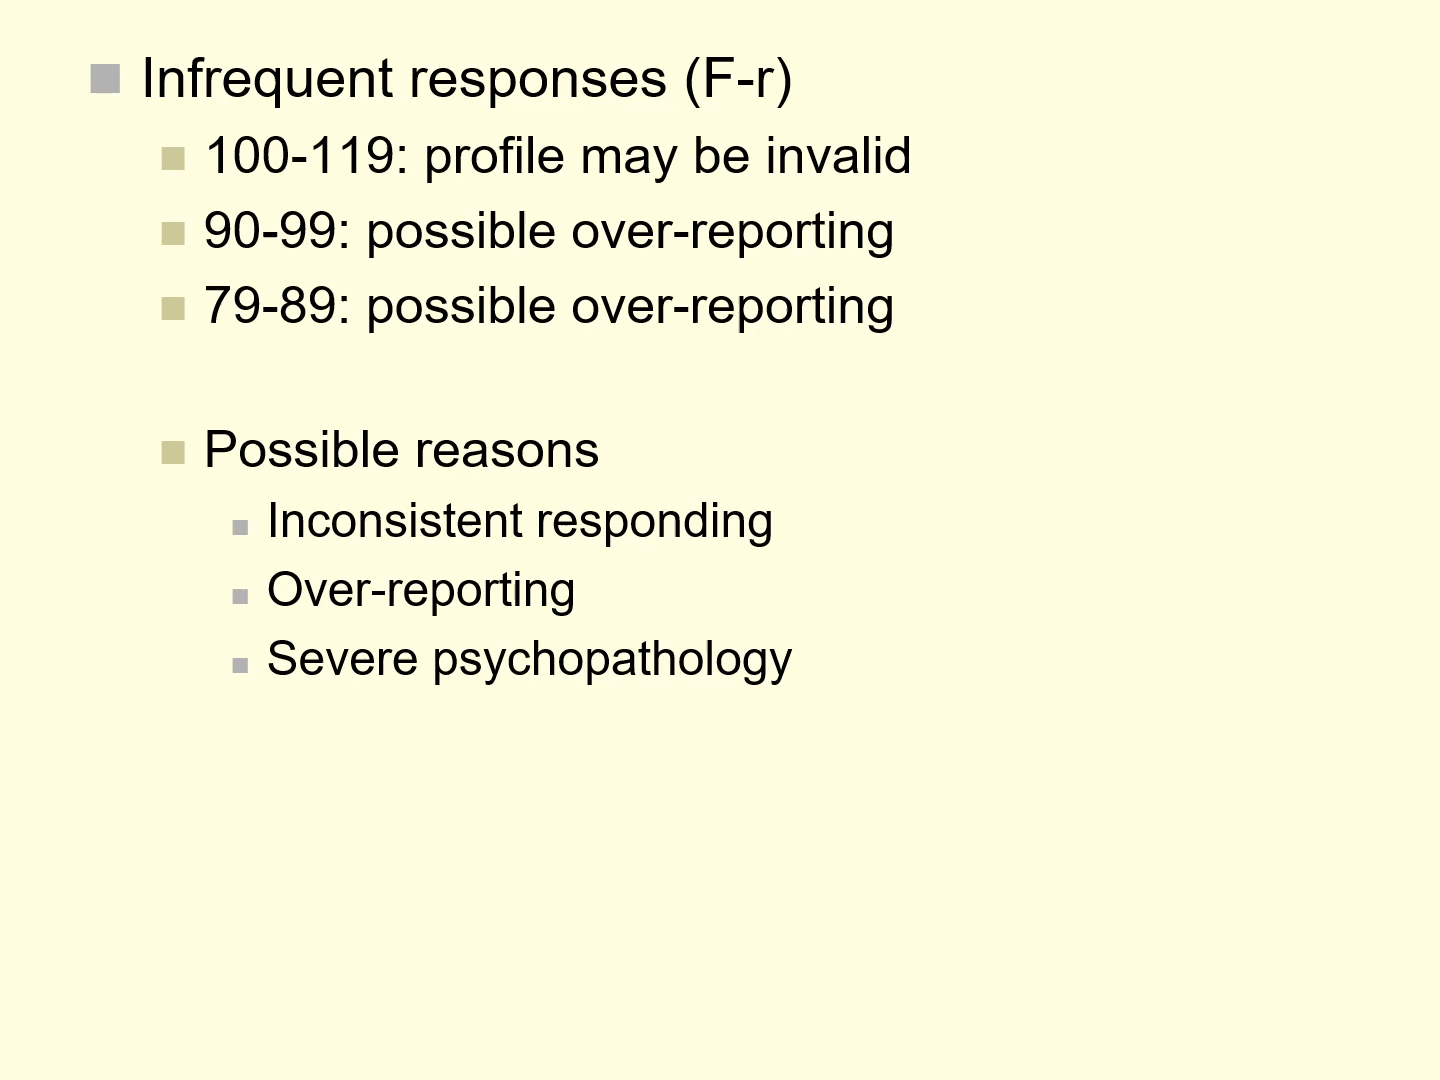 Infrequent responses (F-r)
100-119: profile may be invalid
90-99: possible over-reporting
79-89: possible over-reporting
Possible reasons
Inconsistent responding
Over-reporting
Severe psychopathology